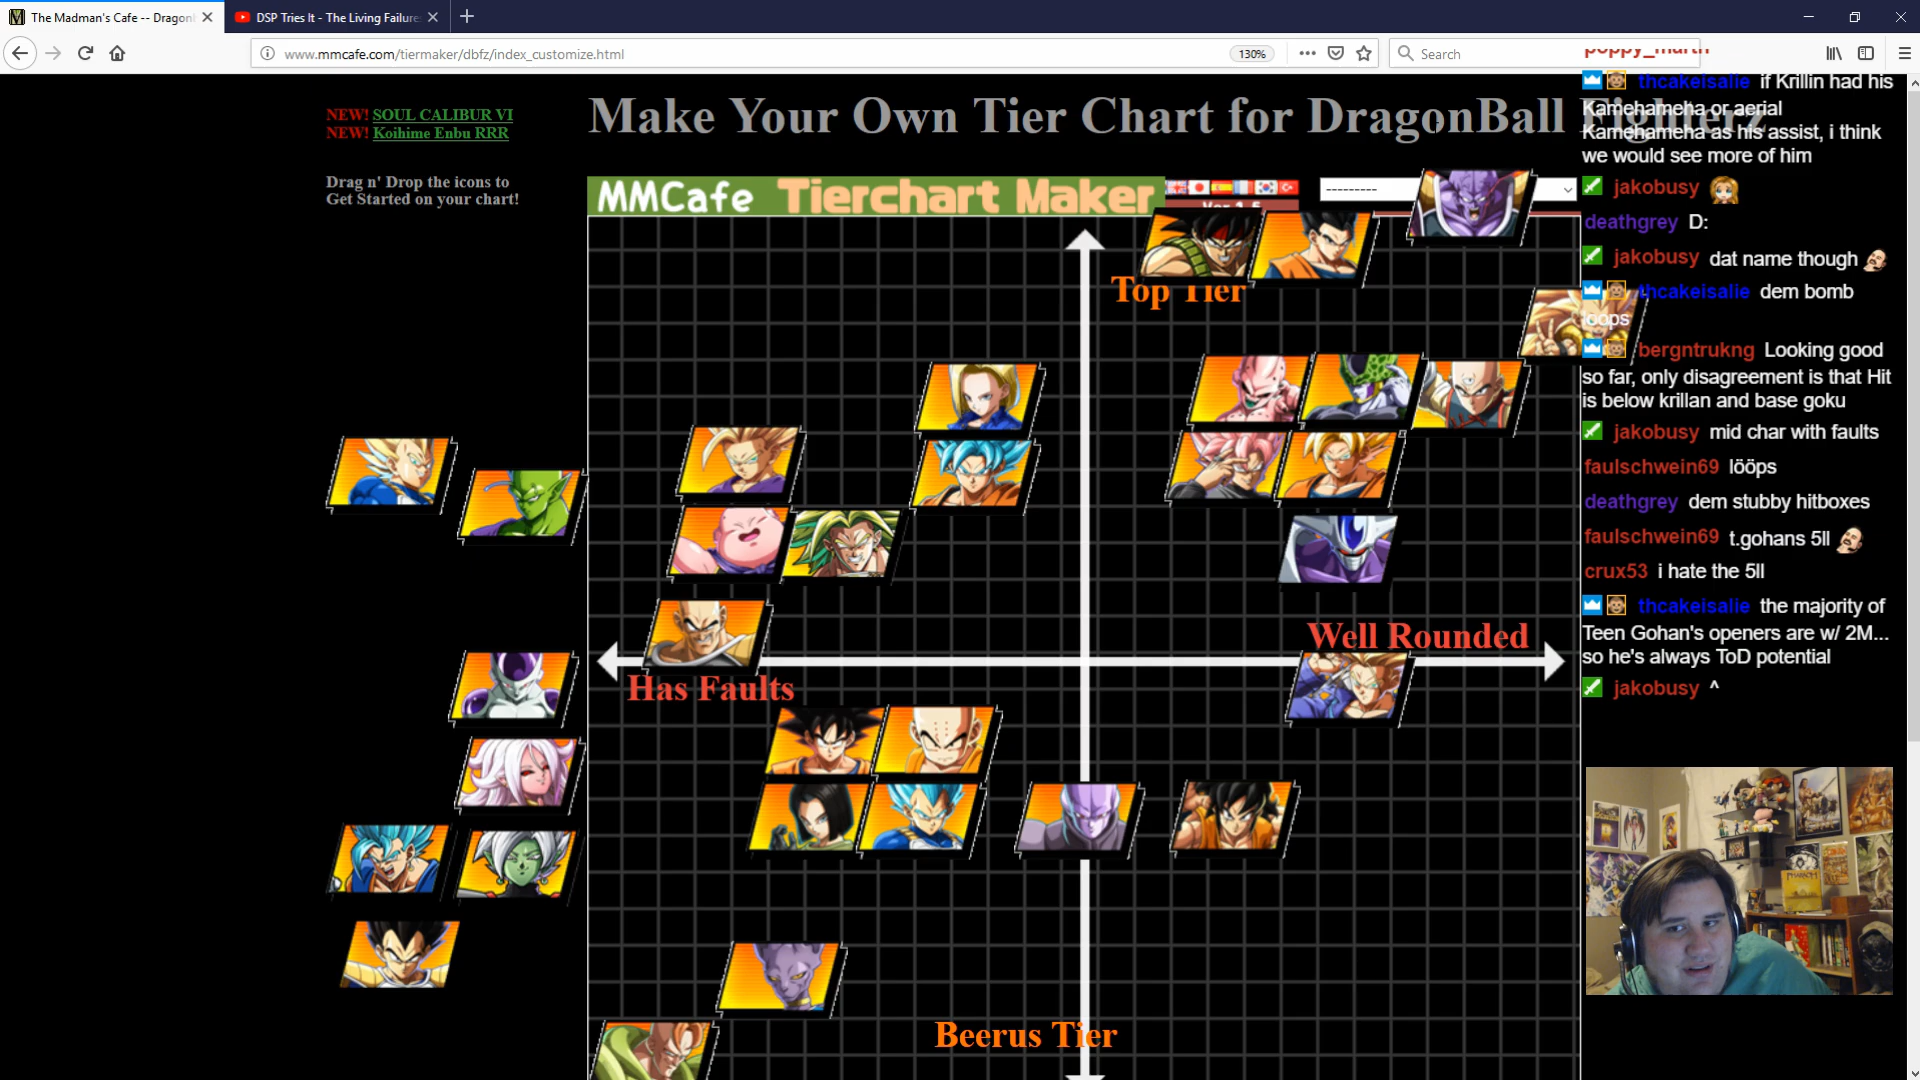 The Madman's Cafe -- Dragon
DSP Tries It - The Living Failure
www.mmcafe.com/tiermaker/dbfz/index_customize.html
130%
Search
poppy_marth
NEW! SOUL CALIBUR VI
NEW! Koihime Enbu RRR
Drag n' Drop the icons to
Get Started on your chart!
Make Your Own Tier Chart for DragonBall FighterZ
MMCafe Tierchart Maker
Ver 1.5
---------
Top Tier
Well Rounded
Has Faults
Beerus Tier
thcakeisalie if Krillin had his
Kamehameha or aerial
Kamehameha as his assist, i think
we would see more of him
jakobusy
deathgrey D:
jakobusy dat name though
thcakeisalie dem bomb
loops
bergntrukng Looking good
so far, only disagreement is that Hit
is below krillan and base goku
jakobusy mid char with faults
faulschwein69 lööps
deathgrey dem stubby hitboxes
faulschwein69 t.gohans 5ll
crux53 i hate the 5ll
thcakeisalie the majority of
Teen Gohan's openers are w/ 2M...
so he's always ToD potential
jakobusy ^